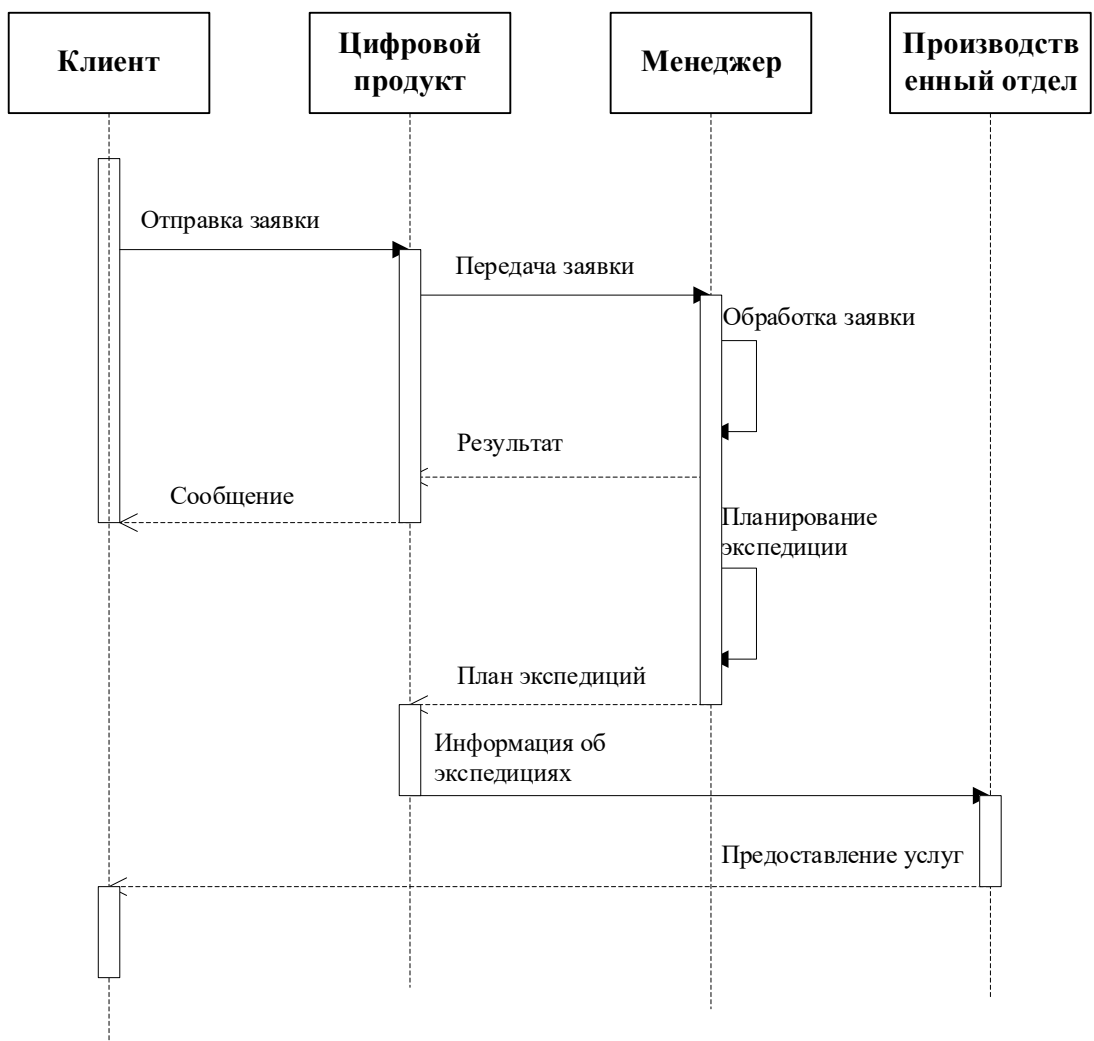 Клиент
Цифровой
продукт
Менеджер
Производств
енный отдел
Отправка заявки
Передача заявки
Обработка заявки
Результат
Сообщение
Планирование
экспедиции
План экспедиций
Информация об
экспедициях
Предоставление услуг